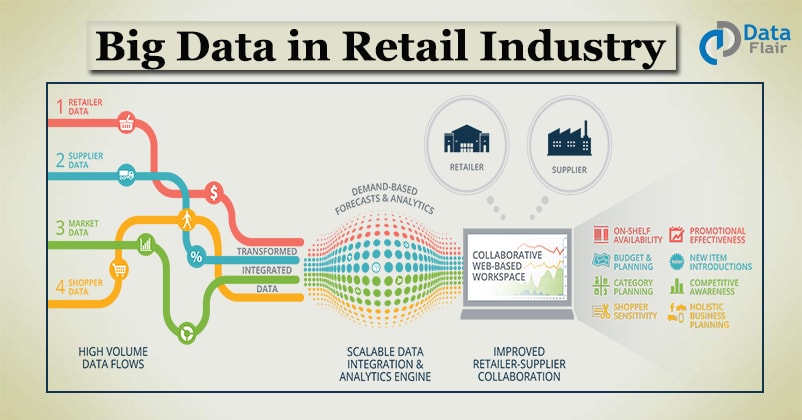 Big Data in Retail Industry
Data
Flair
1 RETAILER
DATA
2 SUPPLIER
DATA
3 MARKET
DATA
4 SHOPPER
DATA
$
%
TRANSFORMED
INTEGRATED
DATA
DEMAND-BASED
FORECASTS & ANALYTICS
RETAILER
SUPPLIER
COLLABORATIVE
WEB-BASED
WORKSPACE
ON-SHELF
AVAILABILITY
BUDGET &
PLANNING
CATEGORY
PLANNING
SHOPPER
SENSITIVITY
PROMOTIONAL
EFFECTIVENESS
NEW
NEW ITEM
INTRODUCTIONS
COMPETITIVE
AWARENESS
HOLISTIC
BUSINESS
PLANNING
HIGH VOLUME
DATA FLOWS
SCALABLE DATA
INTEGRATION &
ANALYTICS ENGINE
IMPROVED
RETAILER-SUPPLIER
COLLABORATION